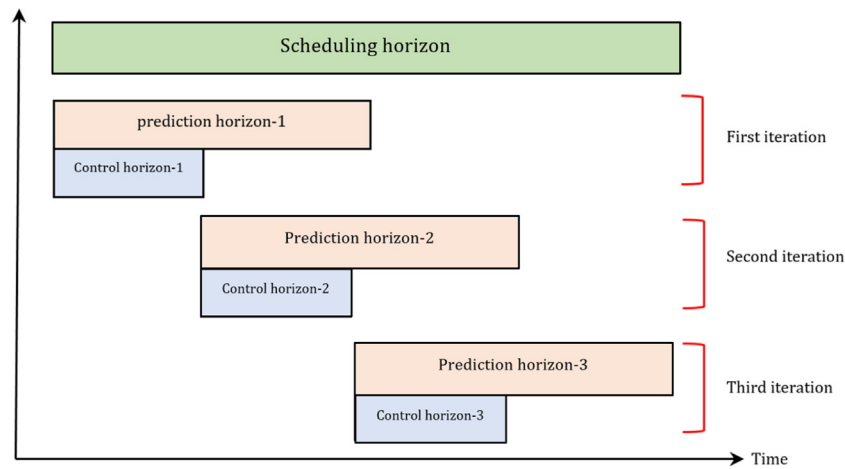 Scheduling horizon
prediction horizon-1
Control horizon-1
First iteration
Prediction horizon-2
Control horizon-2
Second iteration
Prediction horizon-3
Control horizon-3
Third iteration
Time